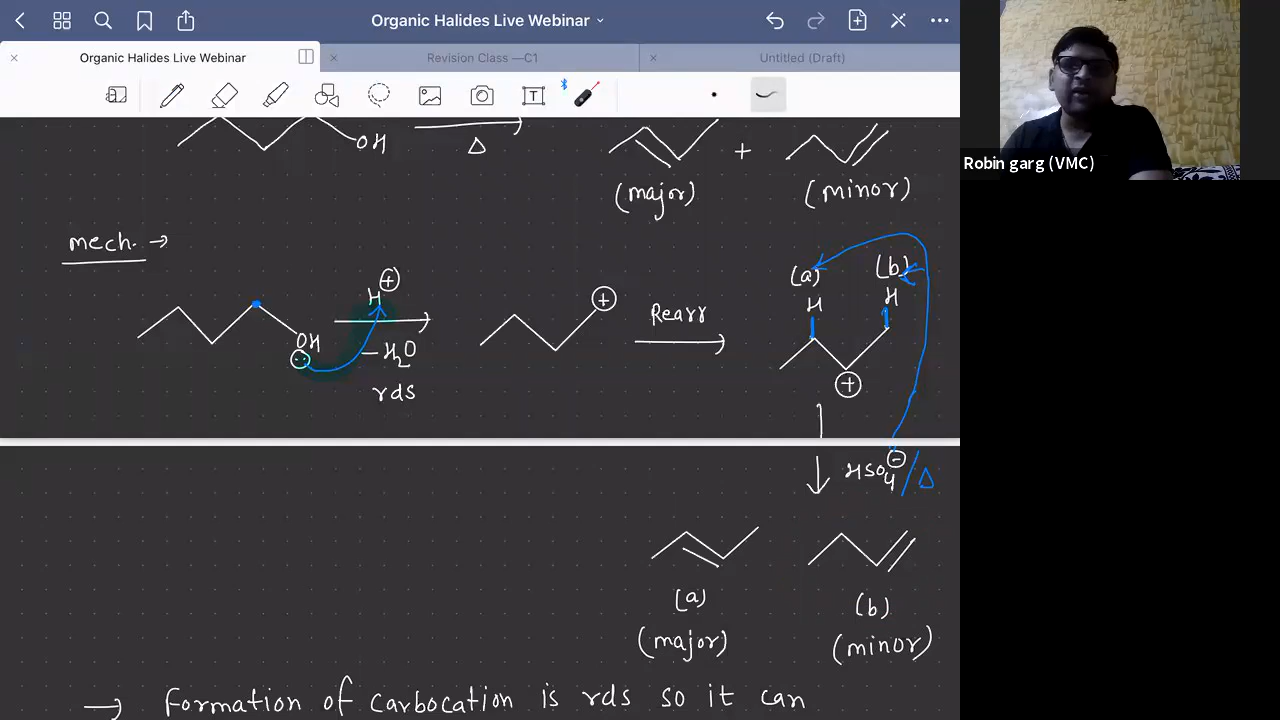 Organic Halides Live Webinar
Organic Halides Live Webinar
Revision Class —C1
Untitled (Draft)
T
Robin garg (VMC)
OH
Δ
+
(major)
(minor)
mech. →
H⊕
OH
–H₂O
rds
⊕
Rearr
(a)
(b)
H
H
⊕
HSO₄⊖/Δ
(a)
(b)
(major)
(minor)
→ Formation of carbocation is rds so it can